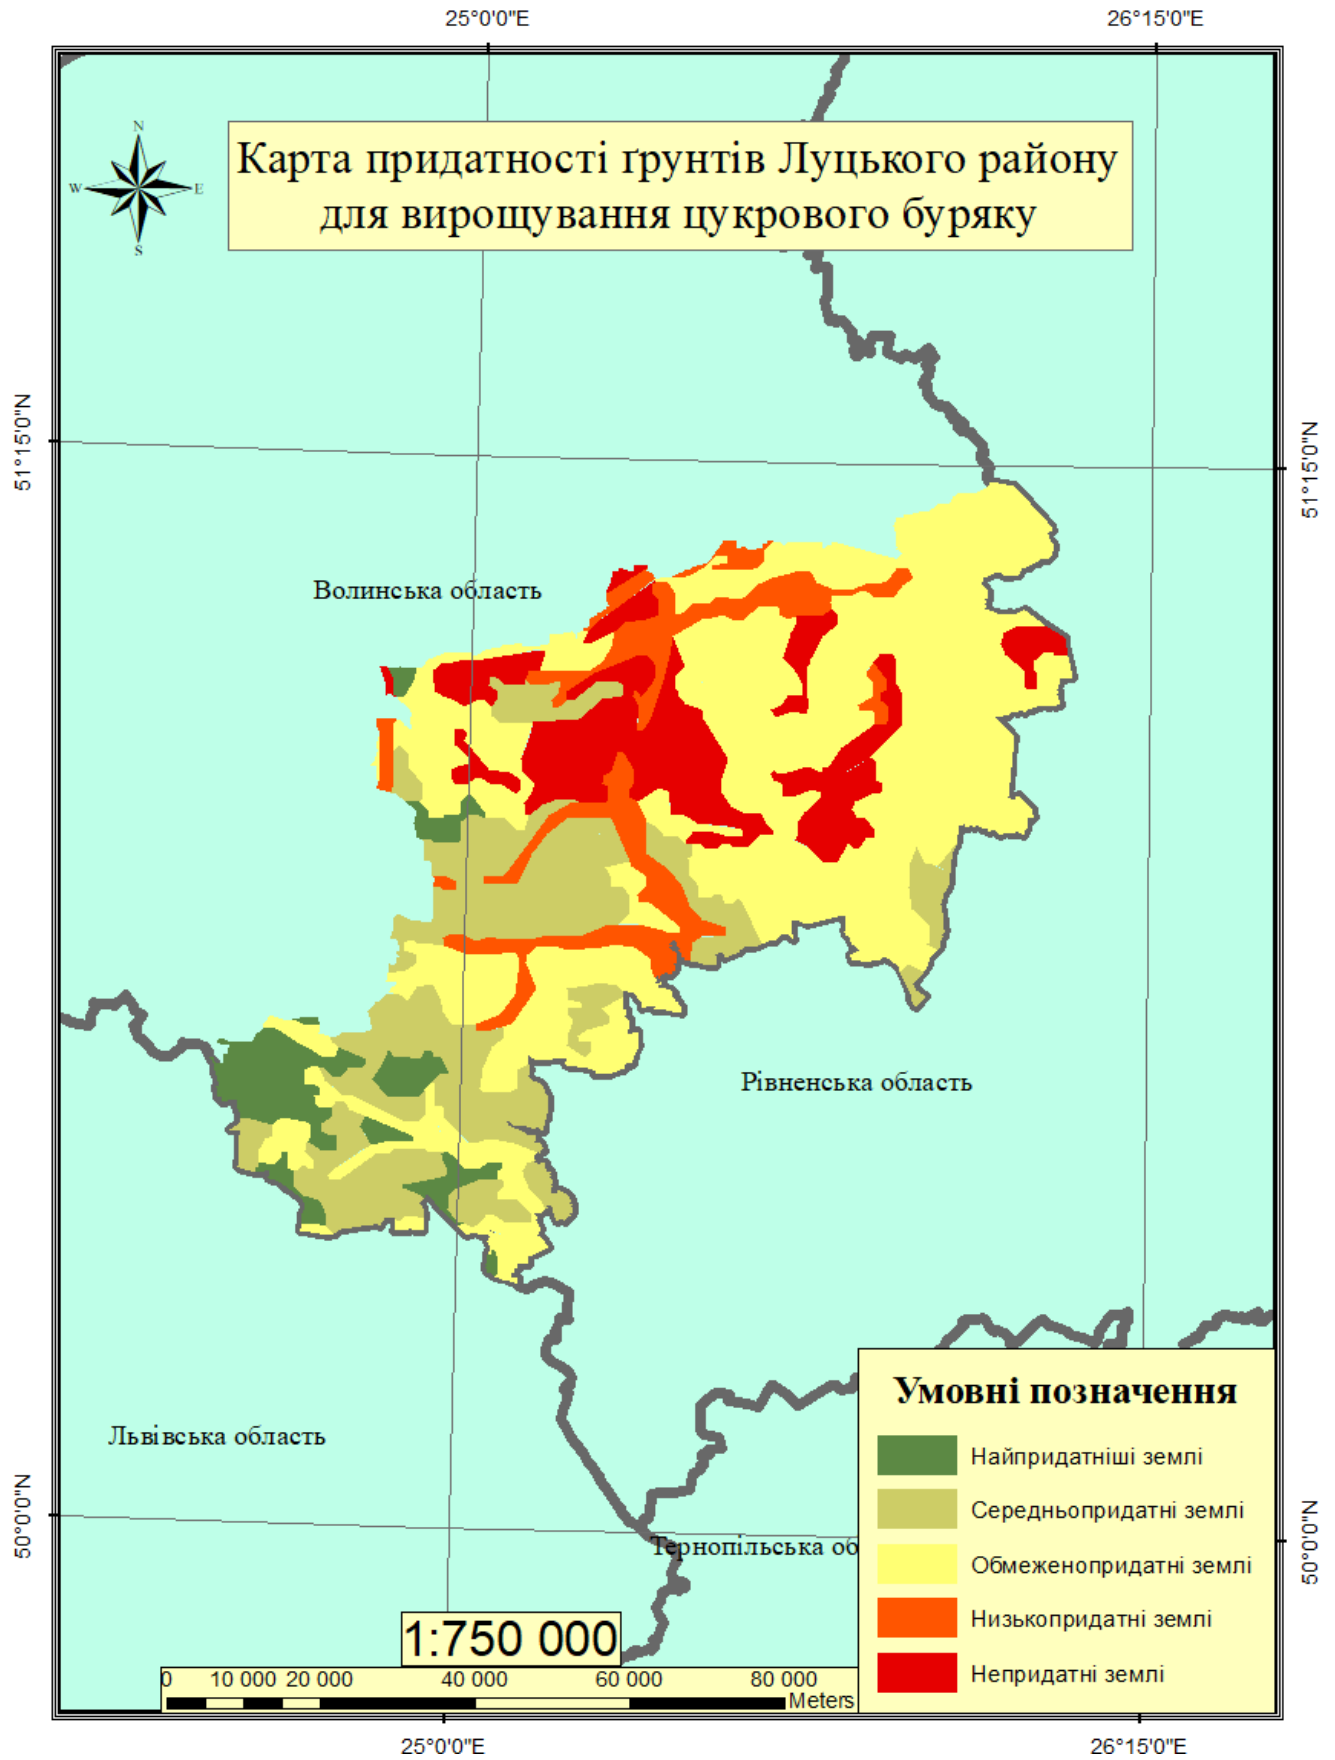 25°0'0"E
26°15'0"E
N
W
E
S
Карта придатності ґрунтів Луцького району
для вирощування цукрового буряку
51°15'0"N
51°15'0"N
Волинська область
Рівненська область
Львівська область
Тернопільська об
50°0'0"N
50°0'0"N
Умовні позначення
Найпридатніші землі
Середньопридатні землі
Обмеженопридатні землі
Низькопридатні землі
Непридатні землі
1:750 000
0 10 000 20 000 40 000 60 000 80 000
Meters
25°0'0"E
26°15'0"E